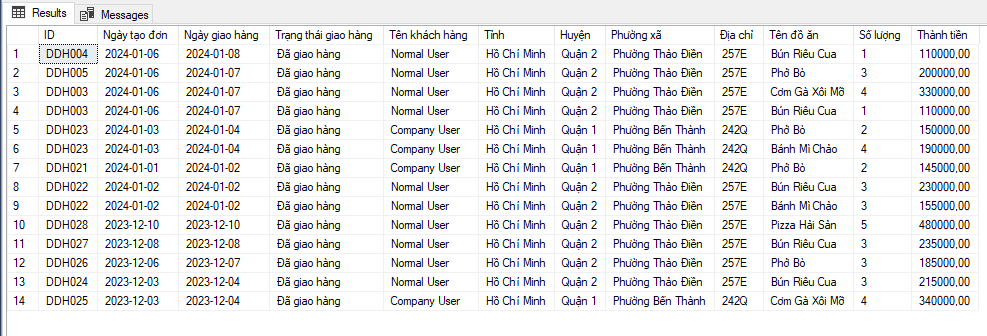 Results Messages
ID Ngày tạo đơn Ngày giao hàng Trạng thái giao hàng Tên khách hàng Tỉnh Huyện Phường xã Địa chỉ Tên đồ ăn Số lượng Thành tiền
1 DDH004 2024-01-06 2024-01-08 Đã giao hàng Nomal User Hồ Chí Minh Quận 2 Phường Thảo Điền 257E Bún Riêu Cua 1 110000,00
2 DDH005 2024-01-06 2024-01-07 Đã giao hàng Nomal User Hồ Chí Minh Quận 2 Phường Thảo Điền 257E Phở Bò 3 200000,00
3 DDH003 2024-01-06 2024-01-07 Đã giao hàng Nomal User Hồ Chí Minh Quận 2 Phường Thảo Điền 257E Cơm Gà Xối Mỡ 4 330000,00
4 DDH003 2024-01-06 2024-01-07 Đã giao hàng Nomal User Hồ Chí Minh Quận 2 Phường Thảo Điền 257E Bún Riêu Cua 1 110000,00
5 DDH023 2024-01-03 2024-01-04 Đã giao hàng Company User Hồ Chí Minh Quận 1 Phường Bến Thành 242Q Phở Bò 2 150000,00
6 DDH023 2024-01-03 2024-01-04 Đã giao hàng Company User Hồ Chí Minh Quận 1 Phường Bến Thành 242Q Bánh Mì Chảo 4 190000,00
7 DDH021 2024-01-01 2024-01-02 Đã giao hàng Company User Hồ Chí Minh Quận 1 Phường Bến Thành 242Q Phở Bò 2 145000,00
8 DDH022 2024-01-02 2024-01-02 Đã giao hàng Nomal User Hồ Chí Minh Quận 2 Phường Thảo Điền 257E Bún Riêu Cua 3 230000,00
9 DDH022 2024-01-02 2024-01-02 Đã giao hàng Nomal User Hồ Chí Minh Quận 2 Phường Thảo Điền 257E Bánh Mì Chảo 3 155000,00
10 DDH028 2023-12-10 2023-12-10 Đã giao hàng Nomal User Hồ Chí Minh Quận 2 Phường Thảo Điền 257E Pizza Hải Sản 5 480000,00
11 DDH027 2023-12-08 2023-12-08 Đã giao hàng Nomal User Hồ Chí Minh Quận 2 Phường Thảo Điền 257E Bún Riêu Cua 3 235000,00
12 DDH026 2023-12-06 2023-12-07 Đã giao hàng Nomal User Hồ Chí Minh Quận 2 Phường Thảo Điền 257E Phở Bò 3 185000,00
13 DDH024 2023-12-03 2023-12-04 Đã giao hàng Nomal User Hồ Chí Minh Quận 2 Phường Thảo Điền 257E Bún Riêu Cua 3 215000,00
14 DDH025 2023-12-03 2023-12-04 Đã giao hàng Company User Hồ Chí Minh Quận 1 Phường Bến Thành 242Q Cơm Gà Xối Mỡ 4 340000,00